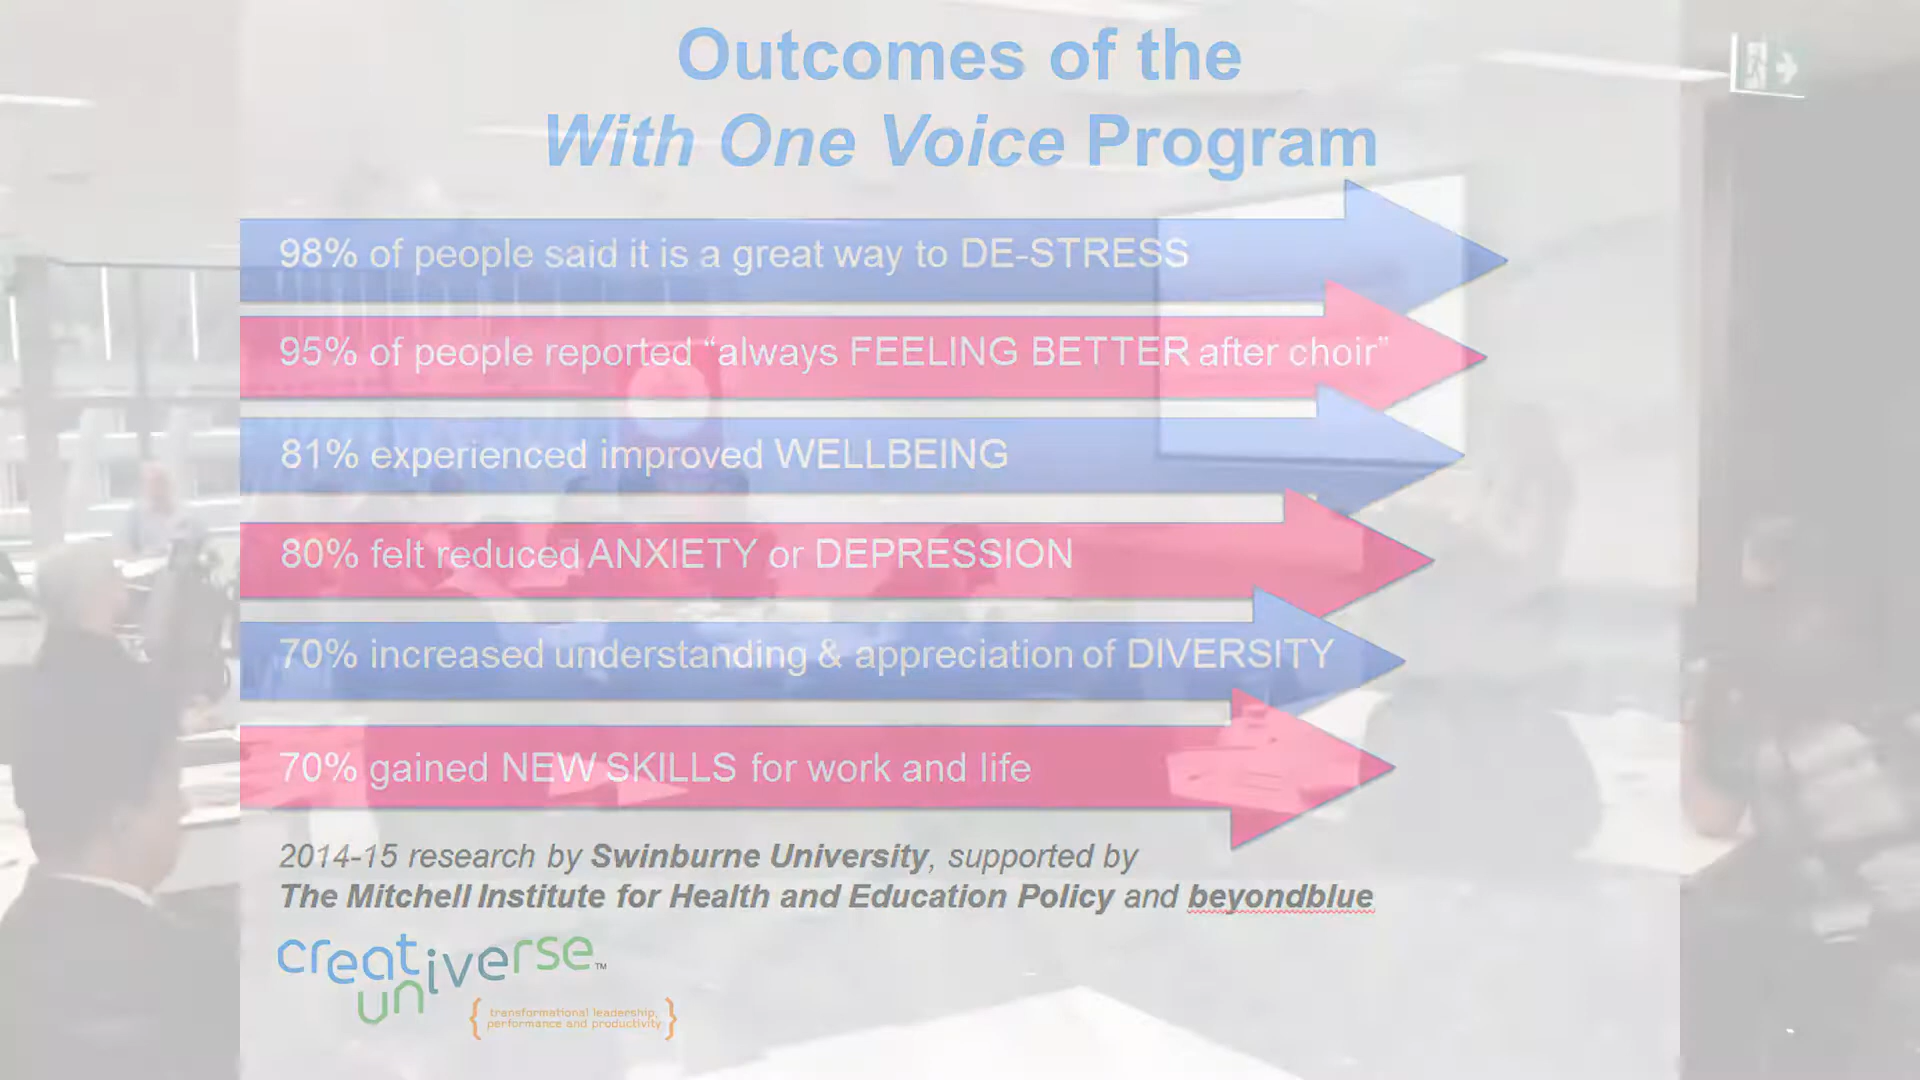 Outcomes of the
With One Voice Program
98% of people said it is a great way to DE-STRESS
95% of people reported “always FEELING BETTER after choir”
81% experienced improved WELLBEING
80% felt reduced ANXIETY or DEPRESSION
70% increased understanding & appreciation of DIVERSITY
70% gained NEW SKILLS for work and life
2014-15 research by Swinburne University, supported by
The Mitchell Institute for Health and Education Policy and beyondblue
creativeuniverse™
{ transformational leadership, }
{ performance and productivity }